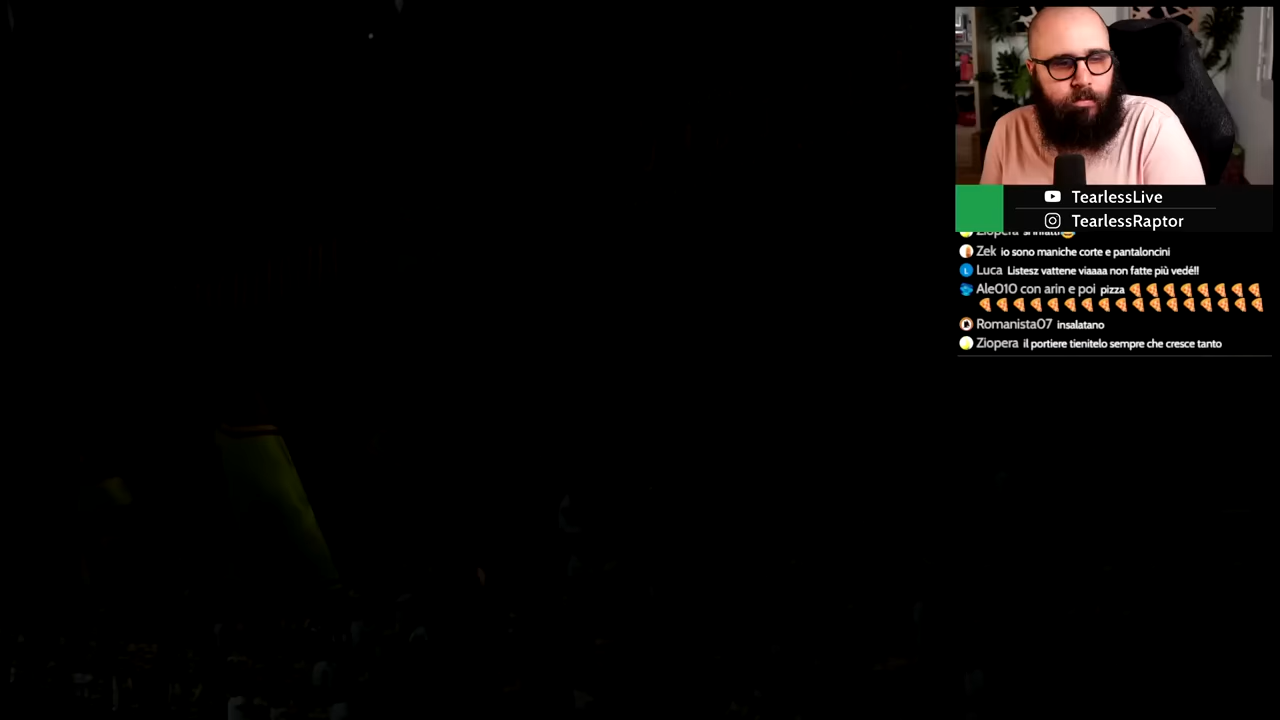 TearlessLive
TearlessRaptor
Ziopera
Zek io sono maniche corte e pantaloncini
L Luca Listesz vattene viaaaa non fatte più vedé!!
Ale010 con arin e poi pizza 🍕🍕🍕🍕🍕🍕🍕🍕
🍕🍕🍕🍕🍕🍕🍕🍕🍕🍕🍕🍕🍕🍕🍕🍕🍕
Romanista07 insalatano
Ziopera il portiere tienitelo sempre che cresce tanto